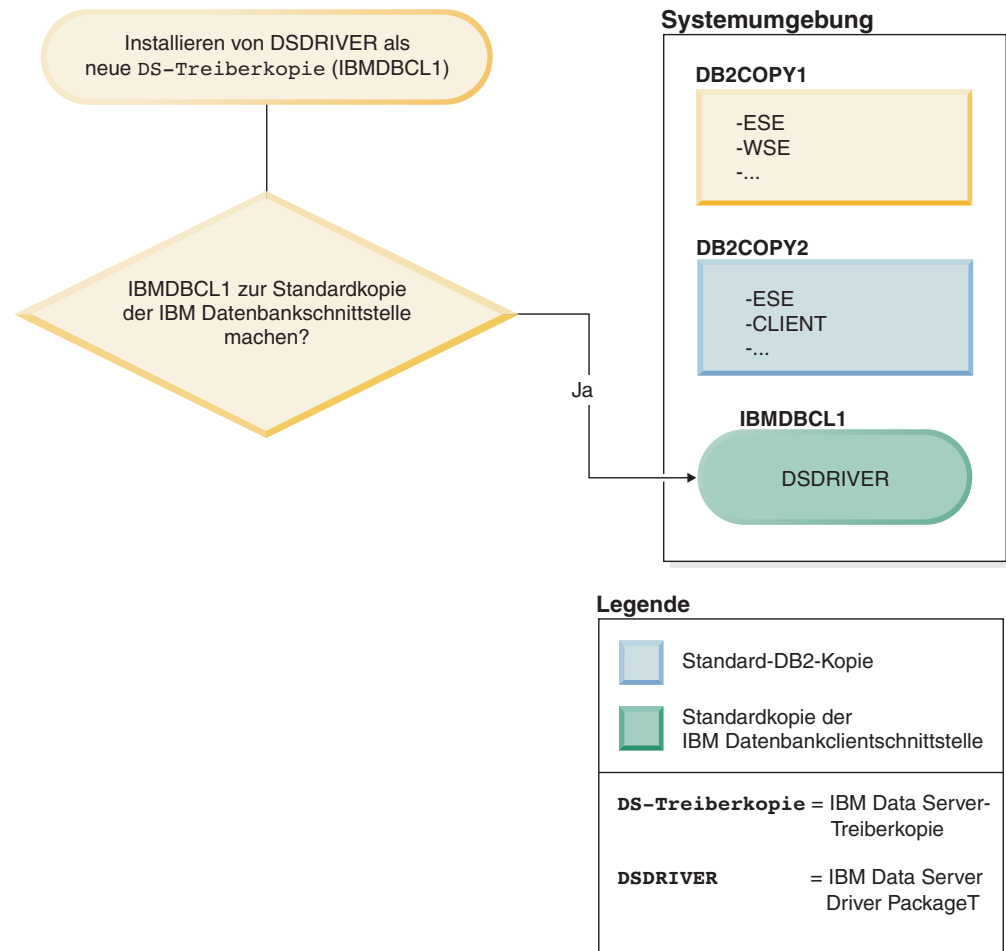 Installieren von DSDRIVER als
neue DS-Treiberkopie (IBMDBCL1)
IBMDBCL1 zur Standardkopie
der IBM Datenbankschnittstelle
machen?
Ja
Systemumgebung
DB2COPY1
-ESE
-WSE
-...
DB2COPY2
-ESE
-CLIENT
-...
IBMDBCL1
DSDRIVER
Legende
Standard-DB2-Kopie
Standardkopie der
IBM Datenbankclientschnittstelle
DS-Treiberkopie = IBM Data Server-
Treiberkopie
DSDRIVER = IBM Data Server
Driver PackageT